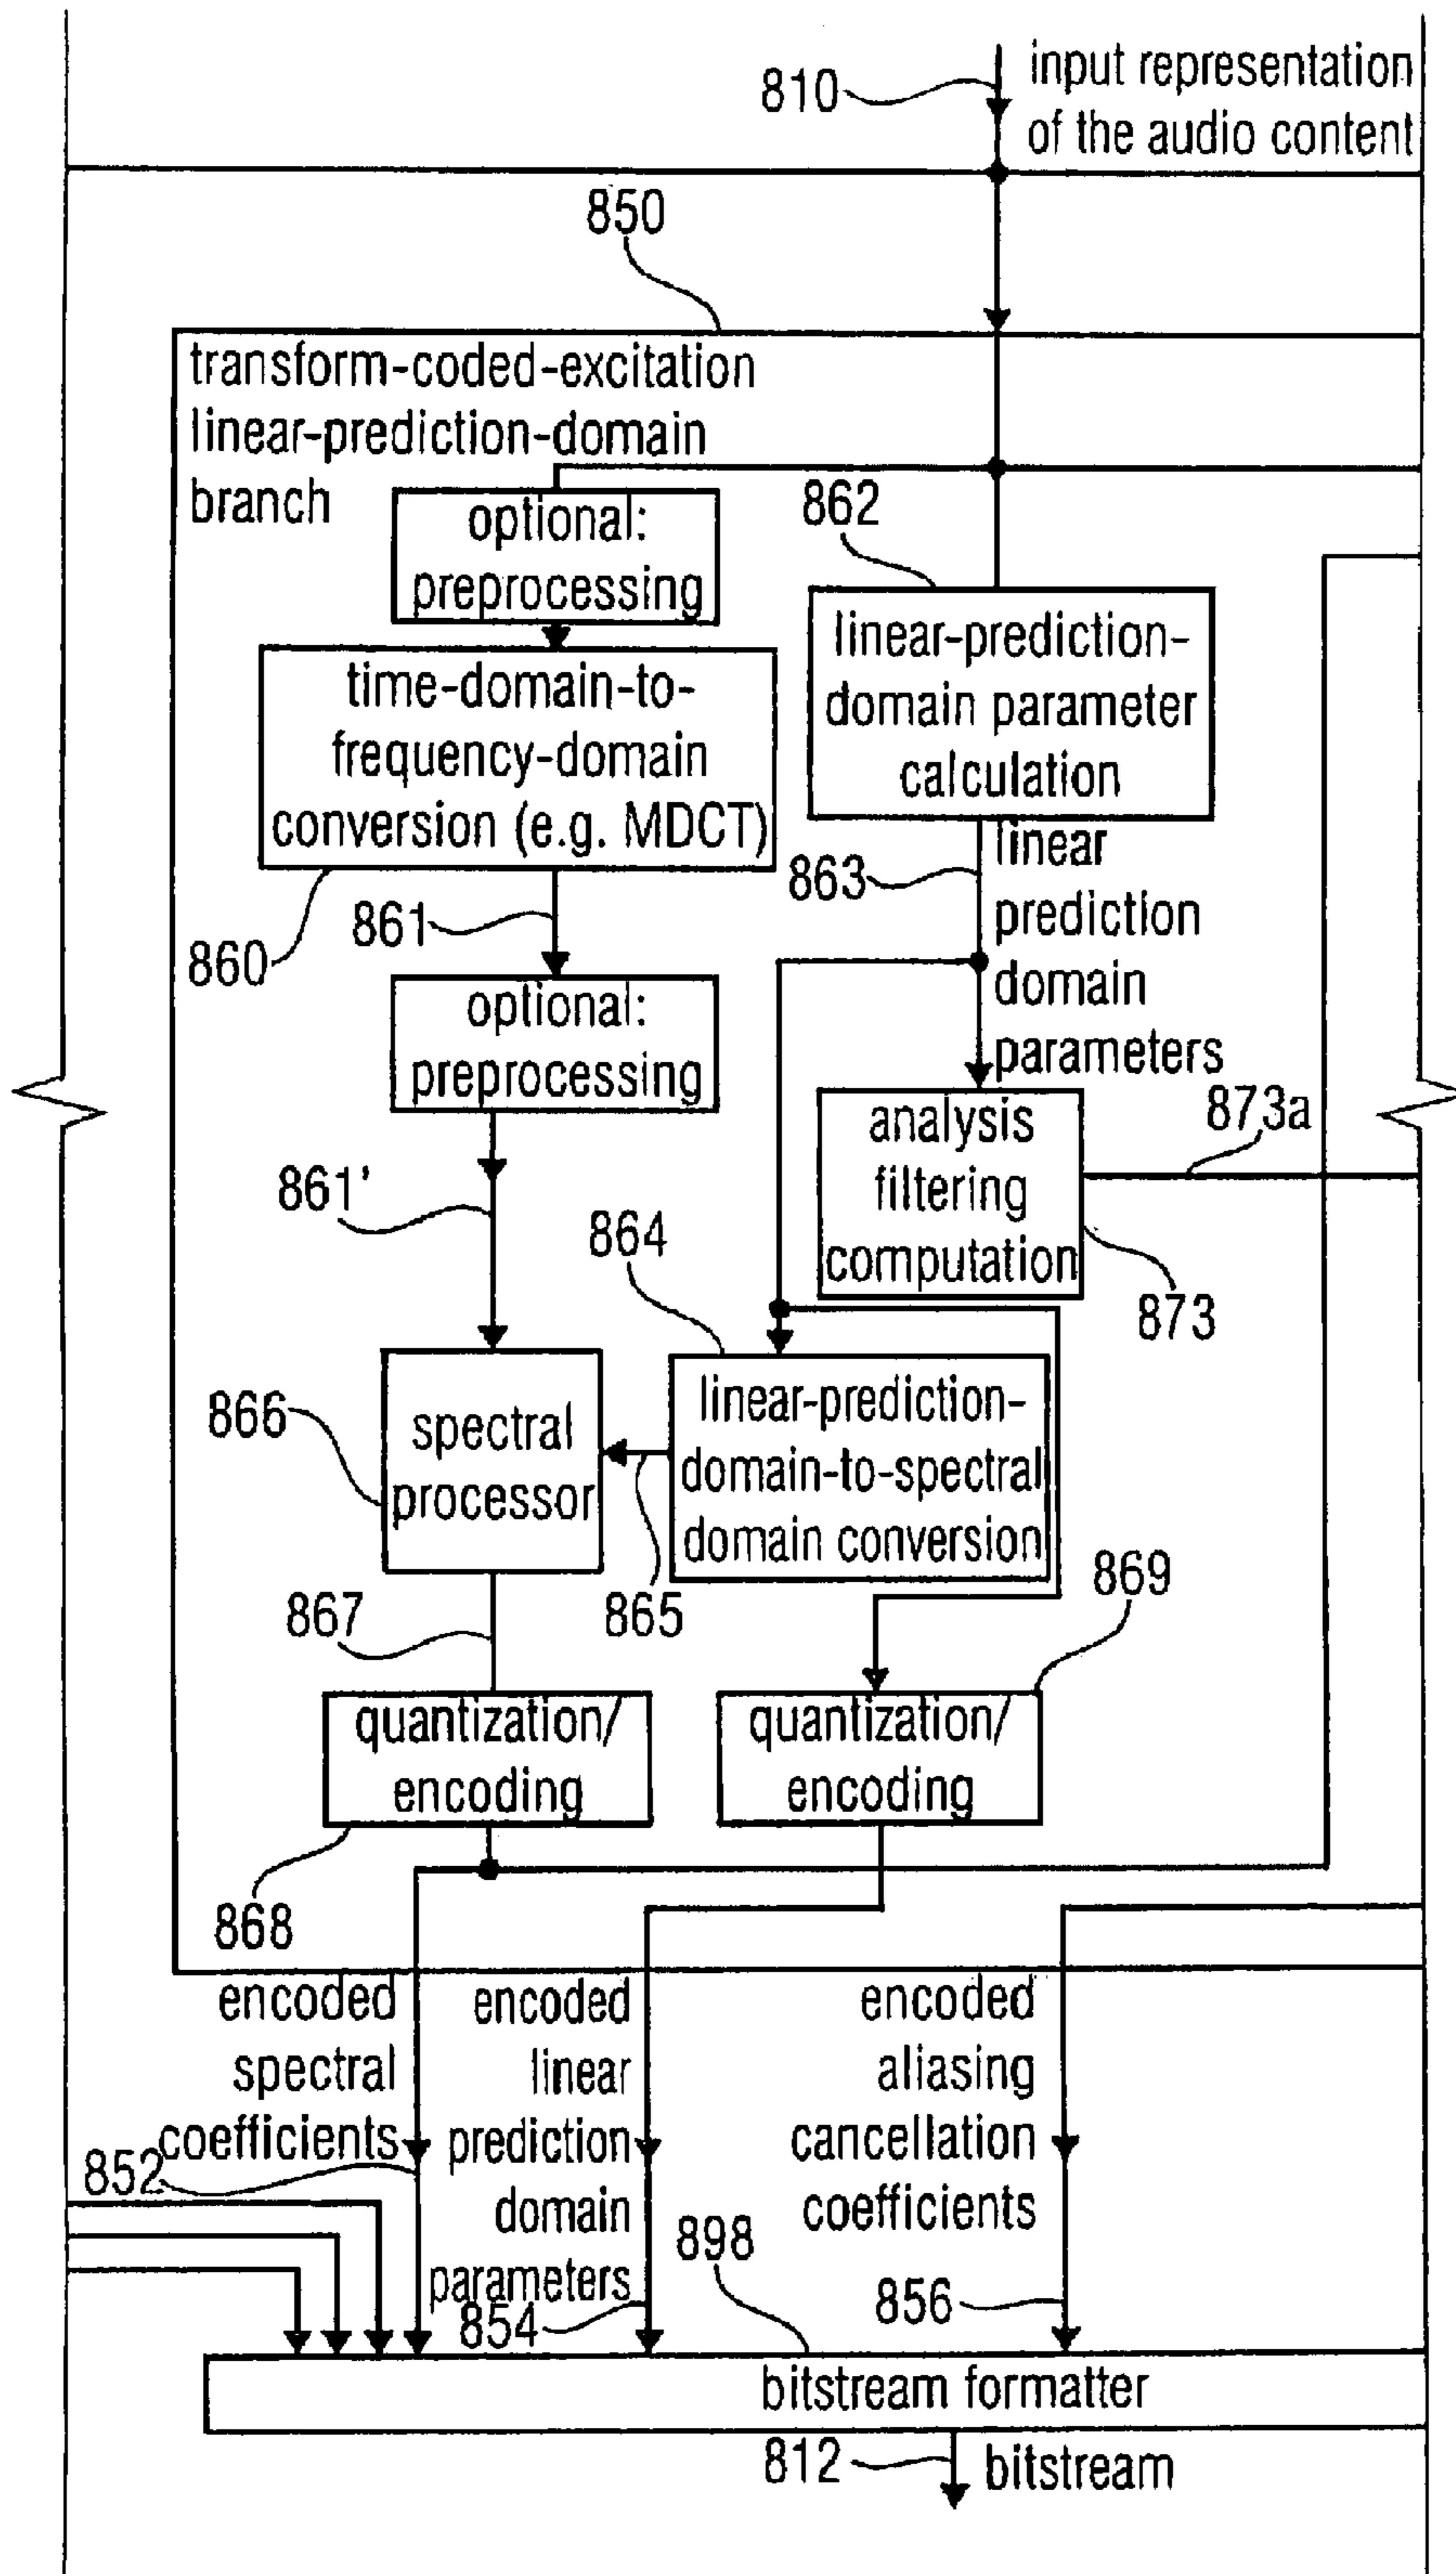 810
input representation
of the audio content
850
transform-coded-excitation
linear-prediction-domain
branch
optional:
preprocessing
862
linear-prediction-
domain parameter
calculation
time-domain-to-
frequency-domain
conversion (e.g. MDCT)
863
linear
prediction
domain
parameters
861
860
optional:
preprocessing
analysis
filtering
computation
873a
861'
864
873
866
spectral
processor
linear-prediction-
domain-to-spectral
domain conversion
865
867
869
quantization/
encoding
quantization/
encoding
868
encoded
spectral
coefficients
encoded
linear
prediction
domain
parameters
encoded
aliasing
cancellation
coefficients
852
854
898
856
bitstream formatter
812
bitstream